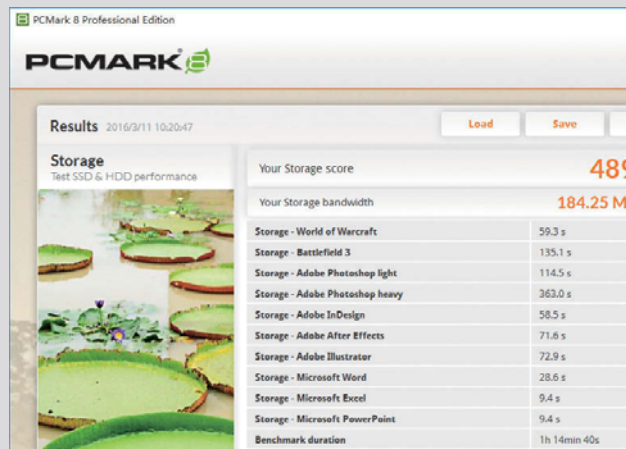 PCMark 8 Professional Edition
PCMARK 8
Results 2016/3/11 10:20:47
Load Save
Storage
Test SSD & HDD performance
Your Storage score 489
Your Storage bandwidth 184.25 M
Storage - World of Warcraft 59.3 s
Storage - Battlefield 3 135.1 s
Storage - Adobe Photoshop light 114.5 s
Storage - Adobe Photoshop heavy 363.0 s
Storage - Adobe InDesign 58.5 s
Storage - Adobe After Effects 71.6 s
Storage - Adobe Illustrator 72.9 s
Storage - Microsoft Word 28.6 s
Storage - Microsoft Excel 9.4 s
Storage - Microsoft PowerPoint 9.4 s
Benchmark duration 1h 14min 40s